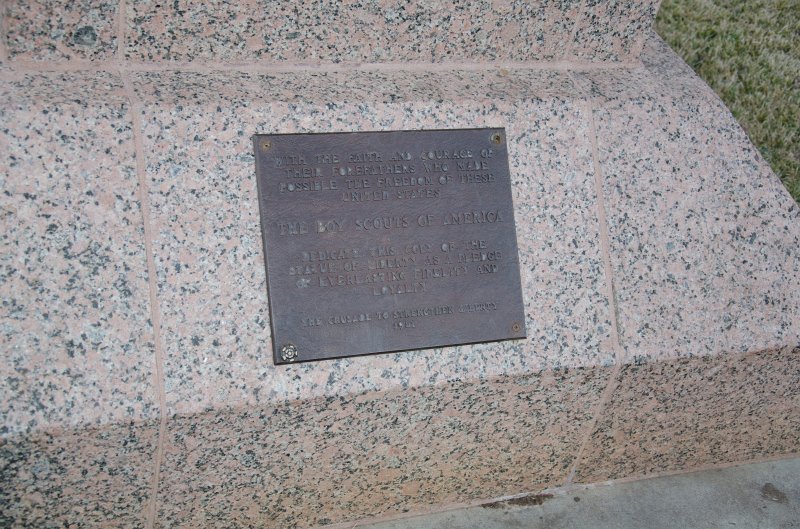 WITH THE FAITH AND COURAGE OF
THEIR FOREFATHERS WHO MADE
POSSIBLE THE FREEDOM OF THESE
UNITED STATES
THE BOY SCOUTS OF AMERICA
DEDICATE THIS COPY OF THE
STATUE OF LIBERTY AS A PLEDGE
OF EVERLASTING FIDELITY AND
LOYALTY
THE CRUSADE TO STRENGTHEN LIBERTY